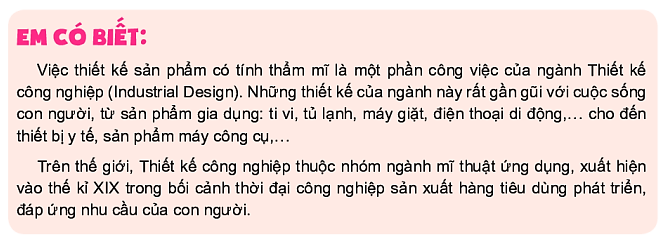 EM CÓ BIẾT:
Việc thiết kế sản phẩm có tính thẩm mĩ là một phần công việc của ngành Thiết kế
công nghiệp (Industrial Design). Những thiết kế của ngành này rất gần gũi với cuộc sống
con người, từ sản phẩm gia dụng: ti vi, tủ lạnh, máy giặt, điện thoại di động,... cho đến
thiết bị y tế, sản phẩm máy công cụ,...
Trên thế giới, Thiết kế công nghiệp thuộc nhóm ngành mĩ thuật ứng dụng, xuất hiện
vào thế kỉ XIX trong bối cảnh thời đại công nghiệp sản xuất hàng tiêu dùng phát triển,
đáp ứng nhu cầu của con người.